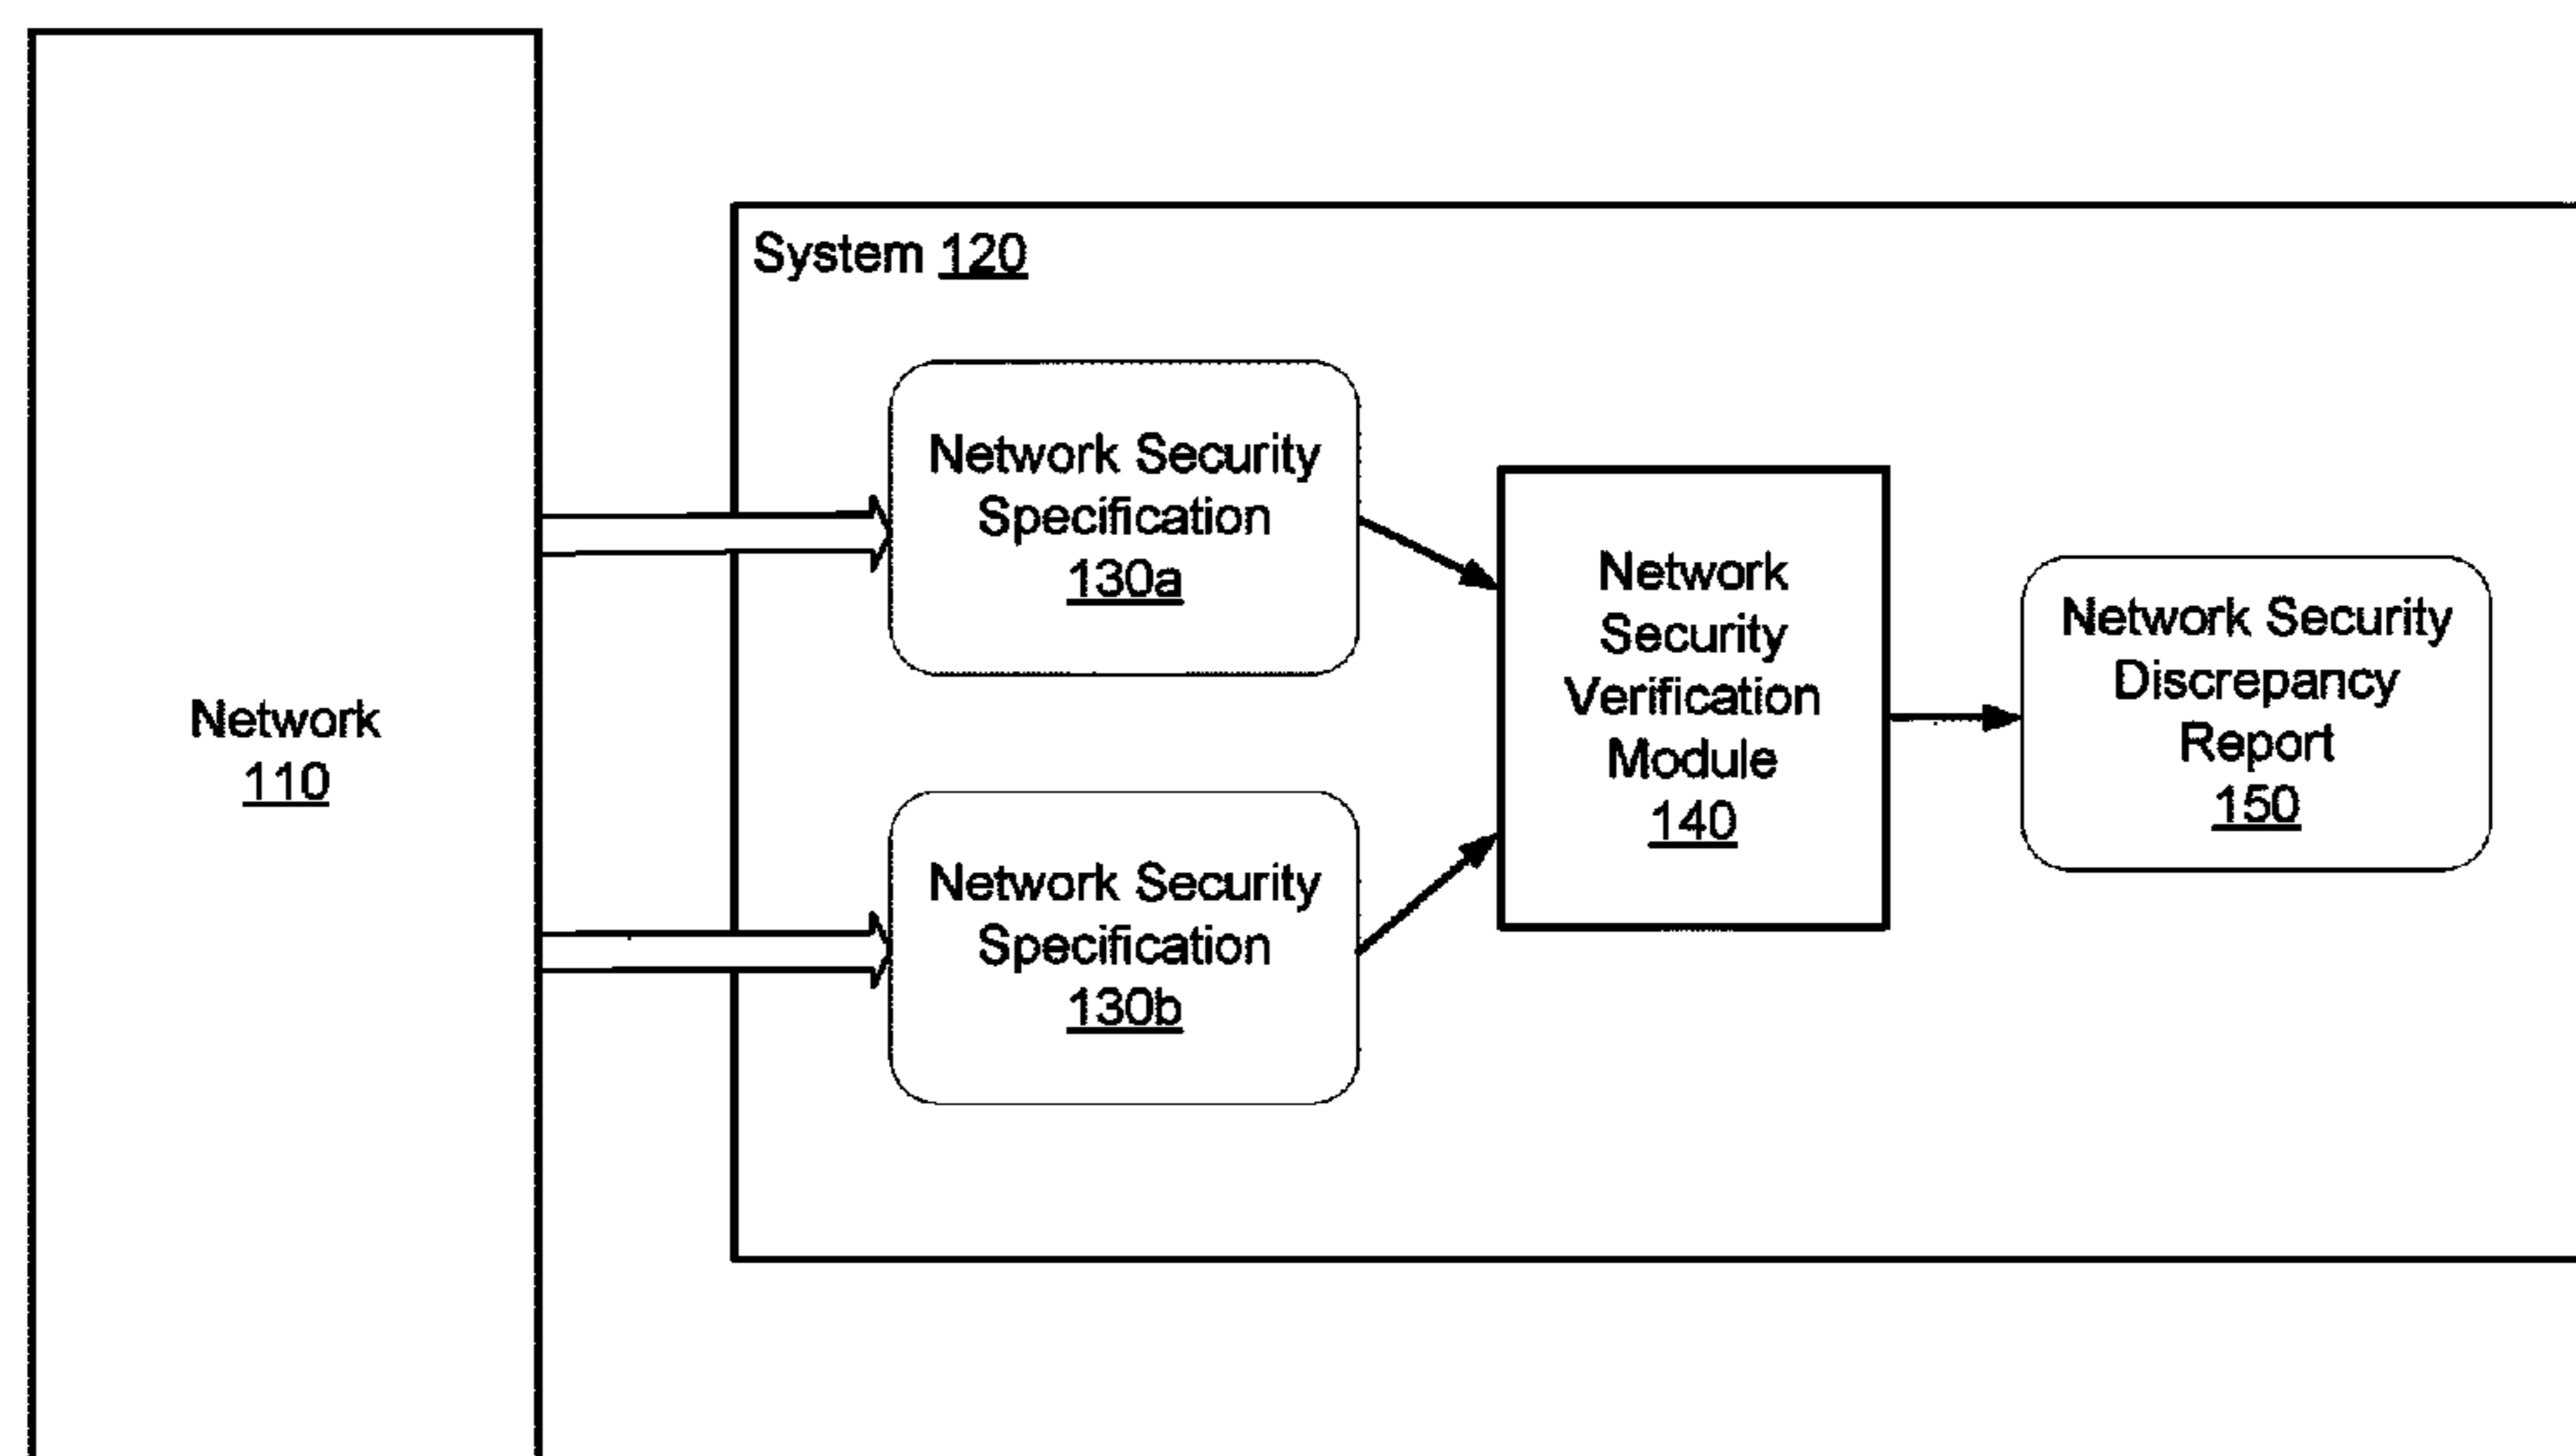 System 120
Network Security
Specification
130a
Network
110
Network
Security
Verification
Module
140
Network Security
Discrepancy
Report
150
Network Security
Specification
130b